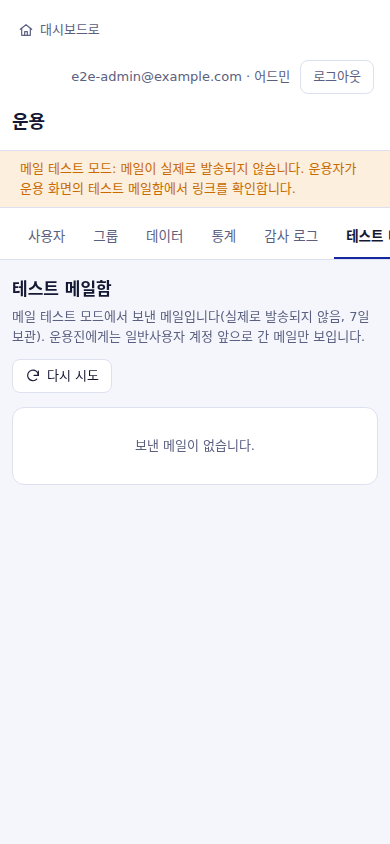 대시보드로
e2e-admin@example.com · 어드민
로그아웃
운용
메일 테스트 모드: 메일이 실제로 발송되지 않습니다. 운용자가
운용 화면의 테스트 메일함에서 링크를 확인합니다.
사용자 그룹 데이터 통계 감사 로그 테스트
테스트 메일함
메일 테스트 모드에서 보낸 메일입니다(실제로 발송되지 않음, 7일
보관). 운용진에게는 일반사용자 계정 앞으로 간 메일만 보입니다.
다시 시도
보낸 메일이 없습니다.